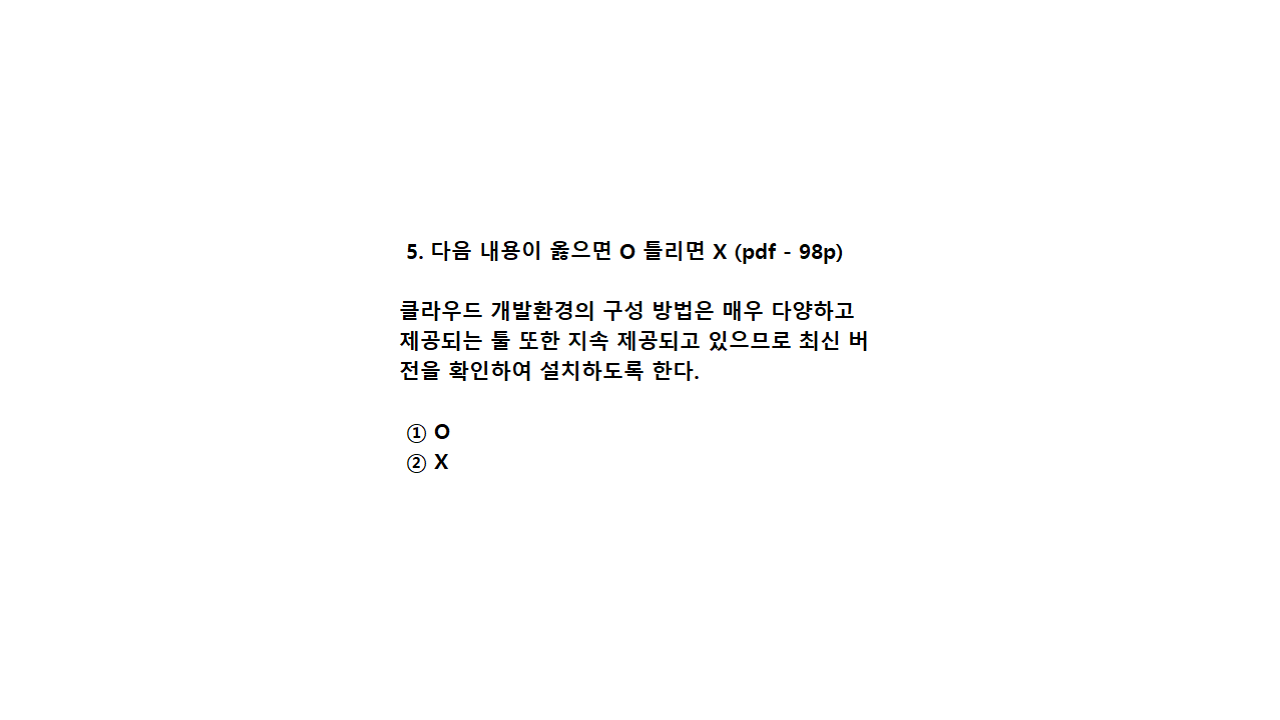 5. 다음 내용이 옳으면 O 틀리면 X (pdf - 98p)
클라우드 개발환경의 구성 방법은 매우 다양하고
제공되는 툴 또한 지속 제공되고 있으므로 최신 버
전을 확인하여 설치하도록 한다.
① O
② X